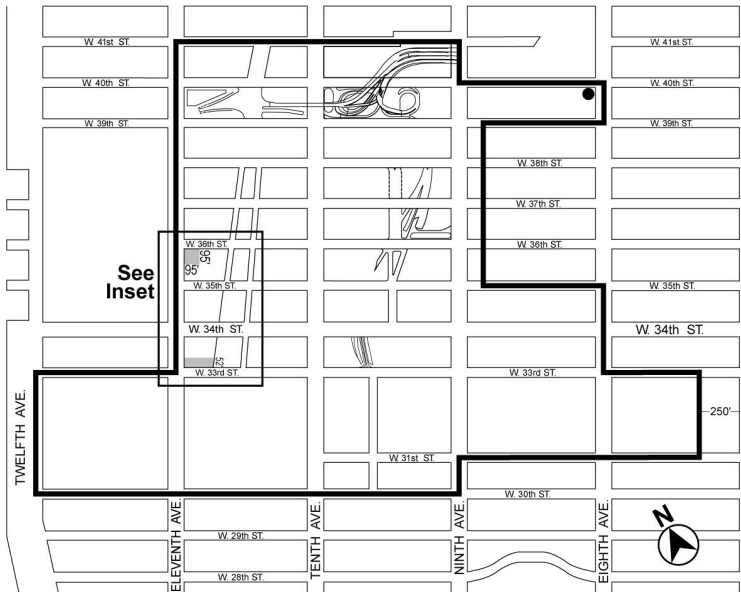 W. 41st ST.
W. 41st ST.
W. 40th ST.
W. 40th ST.
W. 39th ST.
W. 39th ST.
W. 38th ST.
W. 37th ST.
W. 36th ST.
W. 36th ST.
95'
95'
See
Inset
W. 35th ST.
W. 35th ST.
W. 34th ST.
W. 34th ST.
52'
W. 33rd ST.
W. 33rd ST.
250'
TWELFTH AVE.
W. 31st ST.
W. 30th ST.
ELEVENTH AVE.
TENTH AVE.
NINTH AVE.
EIGHTH AVE.
N
W. 29th ST.
W. 28th ST.